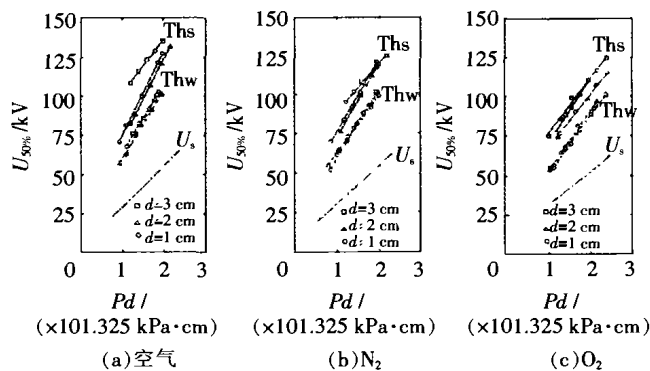 150
125
100
75
50
25
0
U50% /kV
Ths
Thw
Us
d=3 cm
d=2 cm
d=1 cm
1 2 3
Pd /
(×101.325 kPa·cm)
(a)空气
150
125
100
75
50
25
0
U50% /kV
Ths
Thw
Us
d=3 cm
d=2 cm
d=1 cm
1 2 3
Pd /
(×101.325 kPa·cm)
(b)N₂
150
125
100
75
50
25
0
U50% /kV
Ths
Thw
Us
d=3 cm
d=2 cm
d=1 cm
1 2 3
Pd /
(×101.325 kPa·cm)
(c)O₂